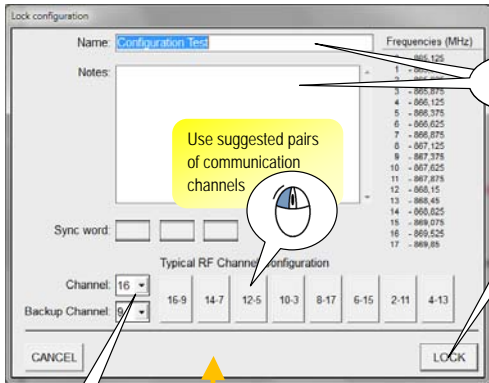 Lock configuration
Name: Configuration Test
Frequencies (MHz)
Notes:
865,125
1 -
3 - 865,875
4 - 866,125
5 - 866,375
6 - 866,625
7 - 866,875
8 - 867,125
9 - 867,375
10 - 867,625
11 - 867,875
12 - 868,15
13 - 868,45
14 - 868,825
15 - 869,075
16 - 869,525
17 - 869,85
Use suggested pairs
of communication
channels
Sync word:
Typical RF Channel
Channel: 16
Backup Channel: 9
16-9 14-7 12-5 10-3 8-17 6-15 2-11 4-13
CANCEL
LOCK